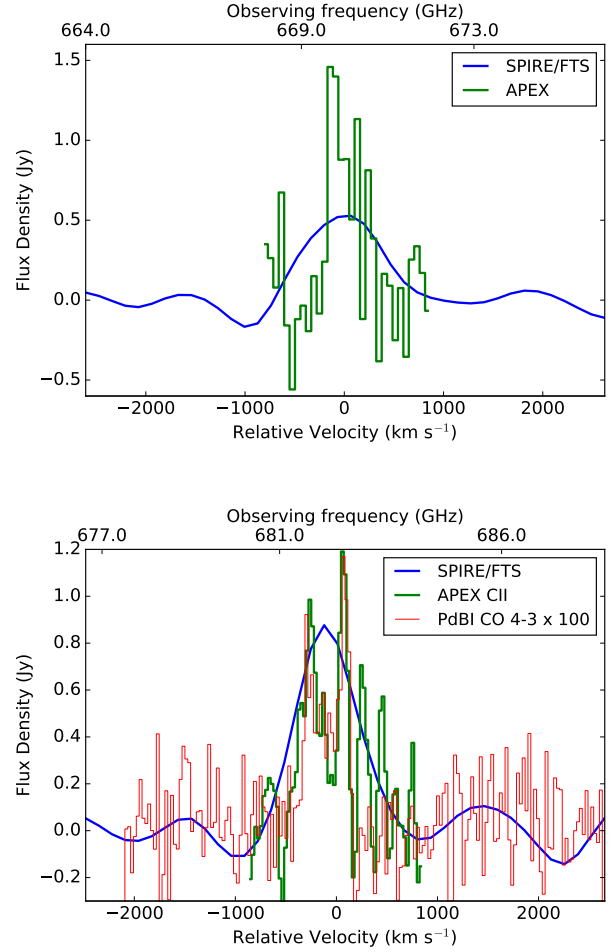 Observing frequency (GHz)
664.0 669.0 673.0
1.5
1.0
0.5
0.0
−0.5
Flux Density (Jy)
SPIRE/FTS
APEX
−2000 −1000 0 1000 2000
Relative Velocity (km s⁻¹)
Observing frequency (GHz)
677.0 681.0 686.0
1.2
1.0
0.8
0.6
0.4
0.2
0.0
−0.2
Flux Density (Jy)
SPIRE/FTS
APEX CII
PdBI CO 4-3 x 100
−2000 −1000 0 1000 2000
Relative Velocity (km s⁻¹)